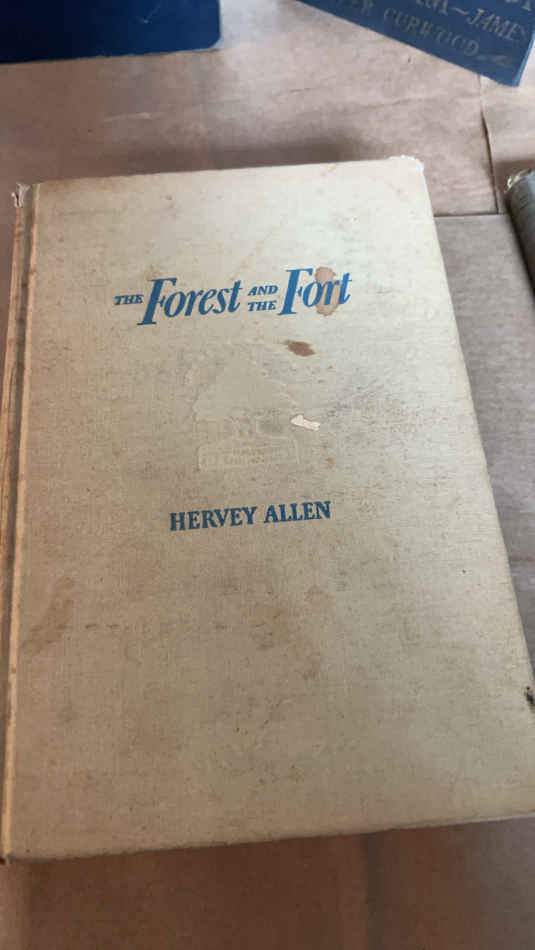 JAMES
CURWOOD
THE Forest AND THE Fort
HERVEY ALLEN